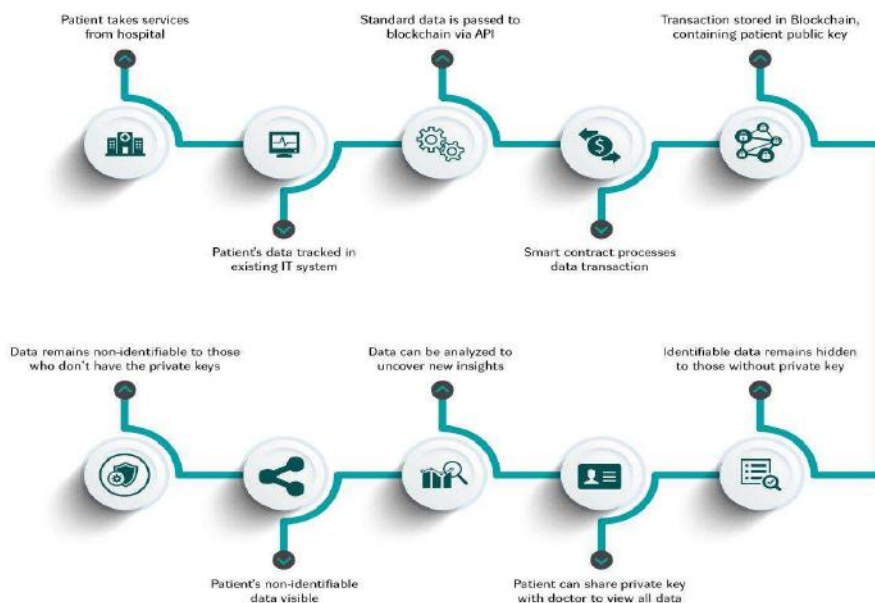 Patient takes services
from hospital
Standard data is passed to
blockchain via API
Transaction stored in Blockchain,
containing patient public key
Patient's data tracked in
existing IT system
Smart contract processes
data transaction
Data remains non-identifiable to those
who don't have the private keys
Data can be analyzed to
uncover new insights
Identifiable data remains hidden
to those without private key
Patient's non-identifiable
data visible
Patient can share private key
with doctor to view all data